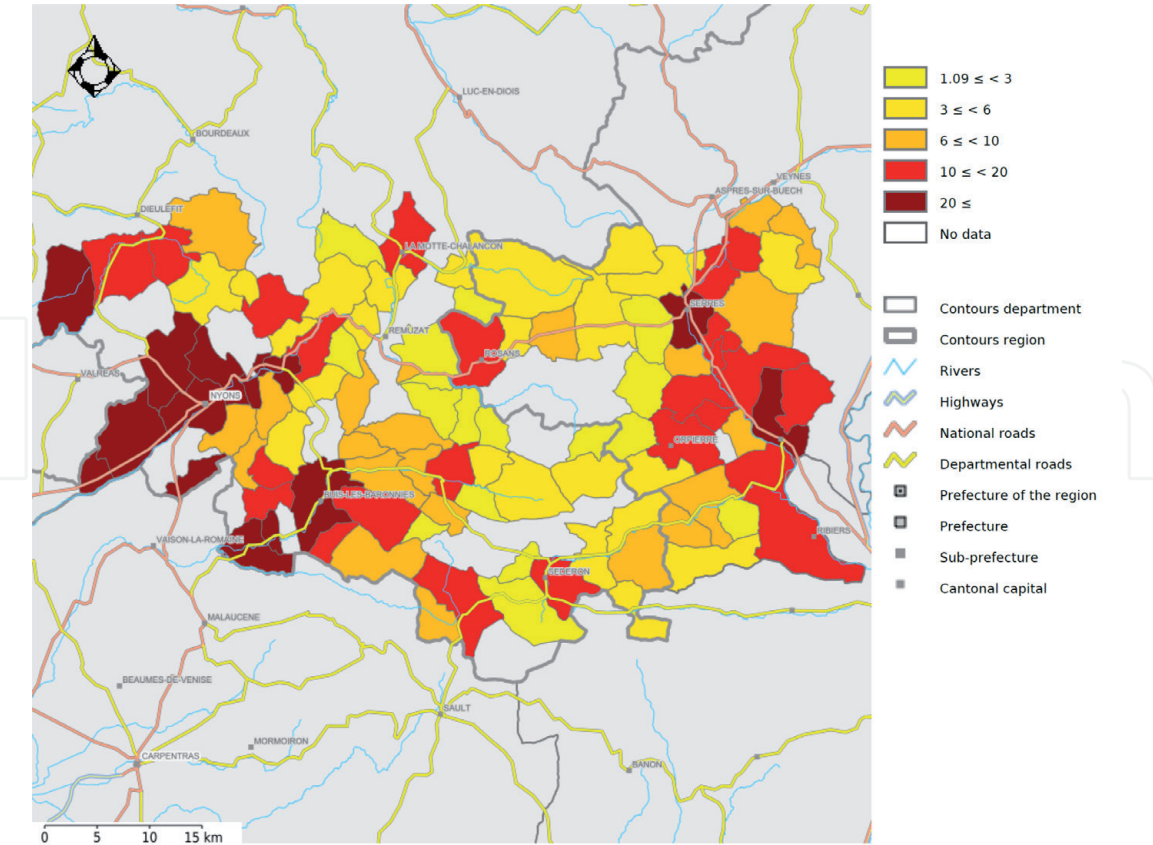 LUC-EN-DIOIS
BOURDEAUX
VEYNES
ASPRES-SUR-BUECH
DIEULEFIT
LA MOTTE-CHALANCON
SERRES
REMUZAT
ROSANS
VALREAS
NYONS
ORPIERRE
BUIS-LES-BARONNIES
VAISON-LA-ROMAINE
RIBIERS
SEDERON
MALAUCENE
BEAUMES-DE-VENISE
SAULT
MORMOIRON
CARPENTRAS
BANON
0 5 10 15 km
1.09 ≤ < 3
3 ≤ < 6
6 ≤ < 10
10 ≤ < 20
20 ≤
No data
Contours department
Contours region
Rivers
Highways
National roads
Departmental roads
Prefecture of the region
Prefecture
Sub-prefecture
Cantonal capital